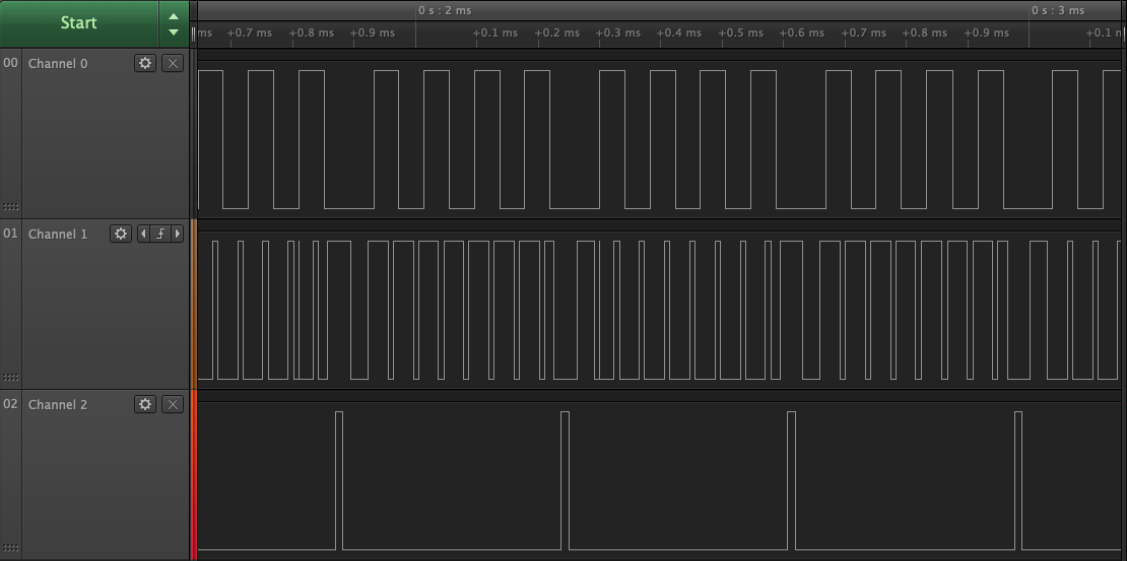 Start
0 s : 2 ms
0 s : 3 ms
ms +0.7 ms +0.8 ms +0.9 ms +0.1 ms +0.2 ms +0.3 ms +0.4 ms +0.5 ms +0.6 ms +0.7 ms +0.8 ms +0.9 ms +0.1 m
00 Channel 0
01 Channel 1
02 Channel 2